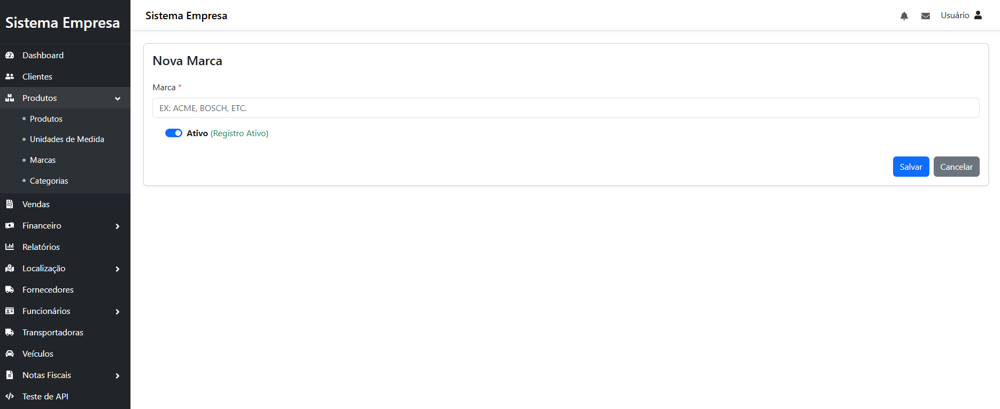 Sistema Empresa
Dashboard
Clientes
Produtos
Produtos
Unidades de Medida
Marcas
Categorias
Vendas
Financeiro
Relatórios
Localização
Fornecedores
Funcionários
Transportadoras
Veículos
Notas Fiscais
Teste de API
Sistema Empresa
Usuário
Nova Marca
Marca *
EX: ACME, BOSCH, ETC.
Ativo (Registro Ativo)
Salvar Cancelar